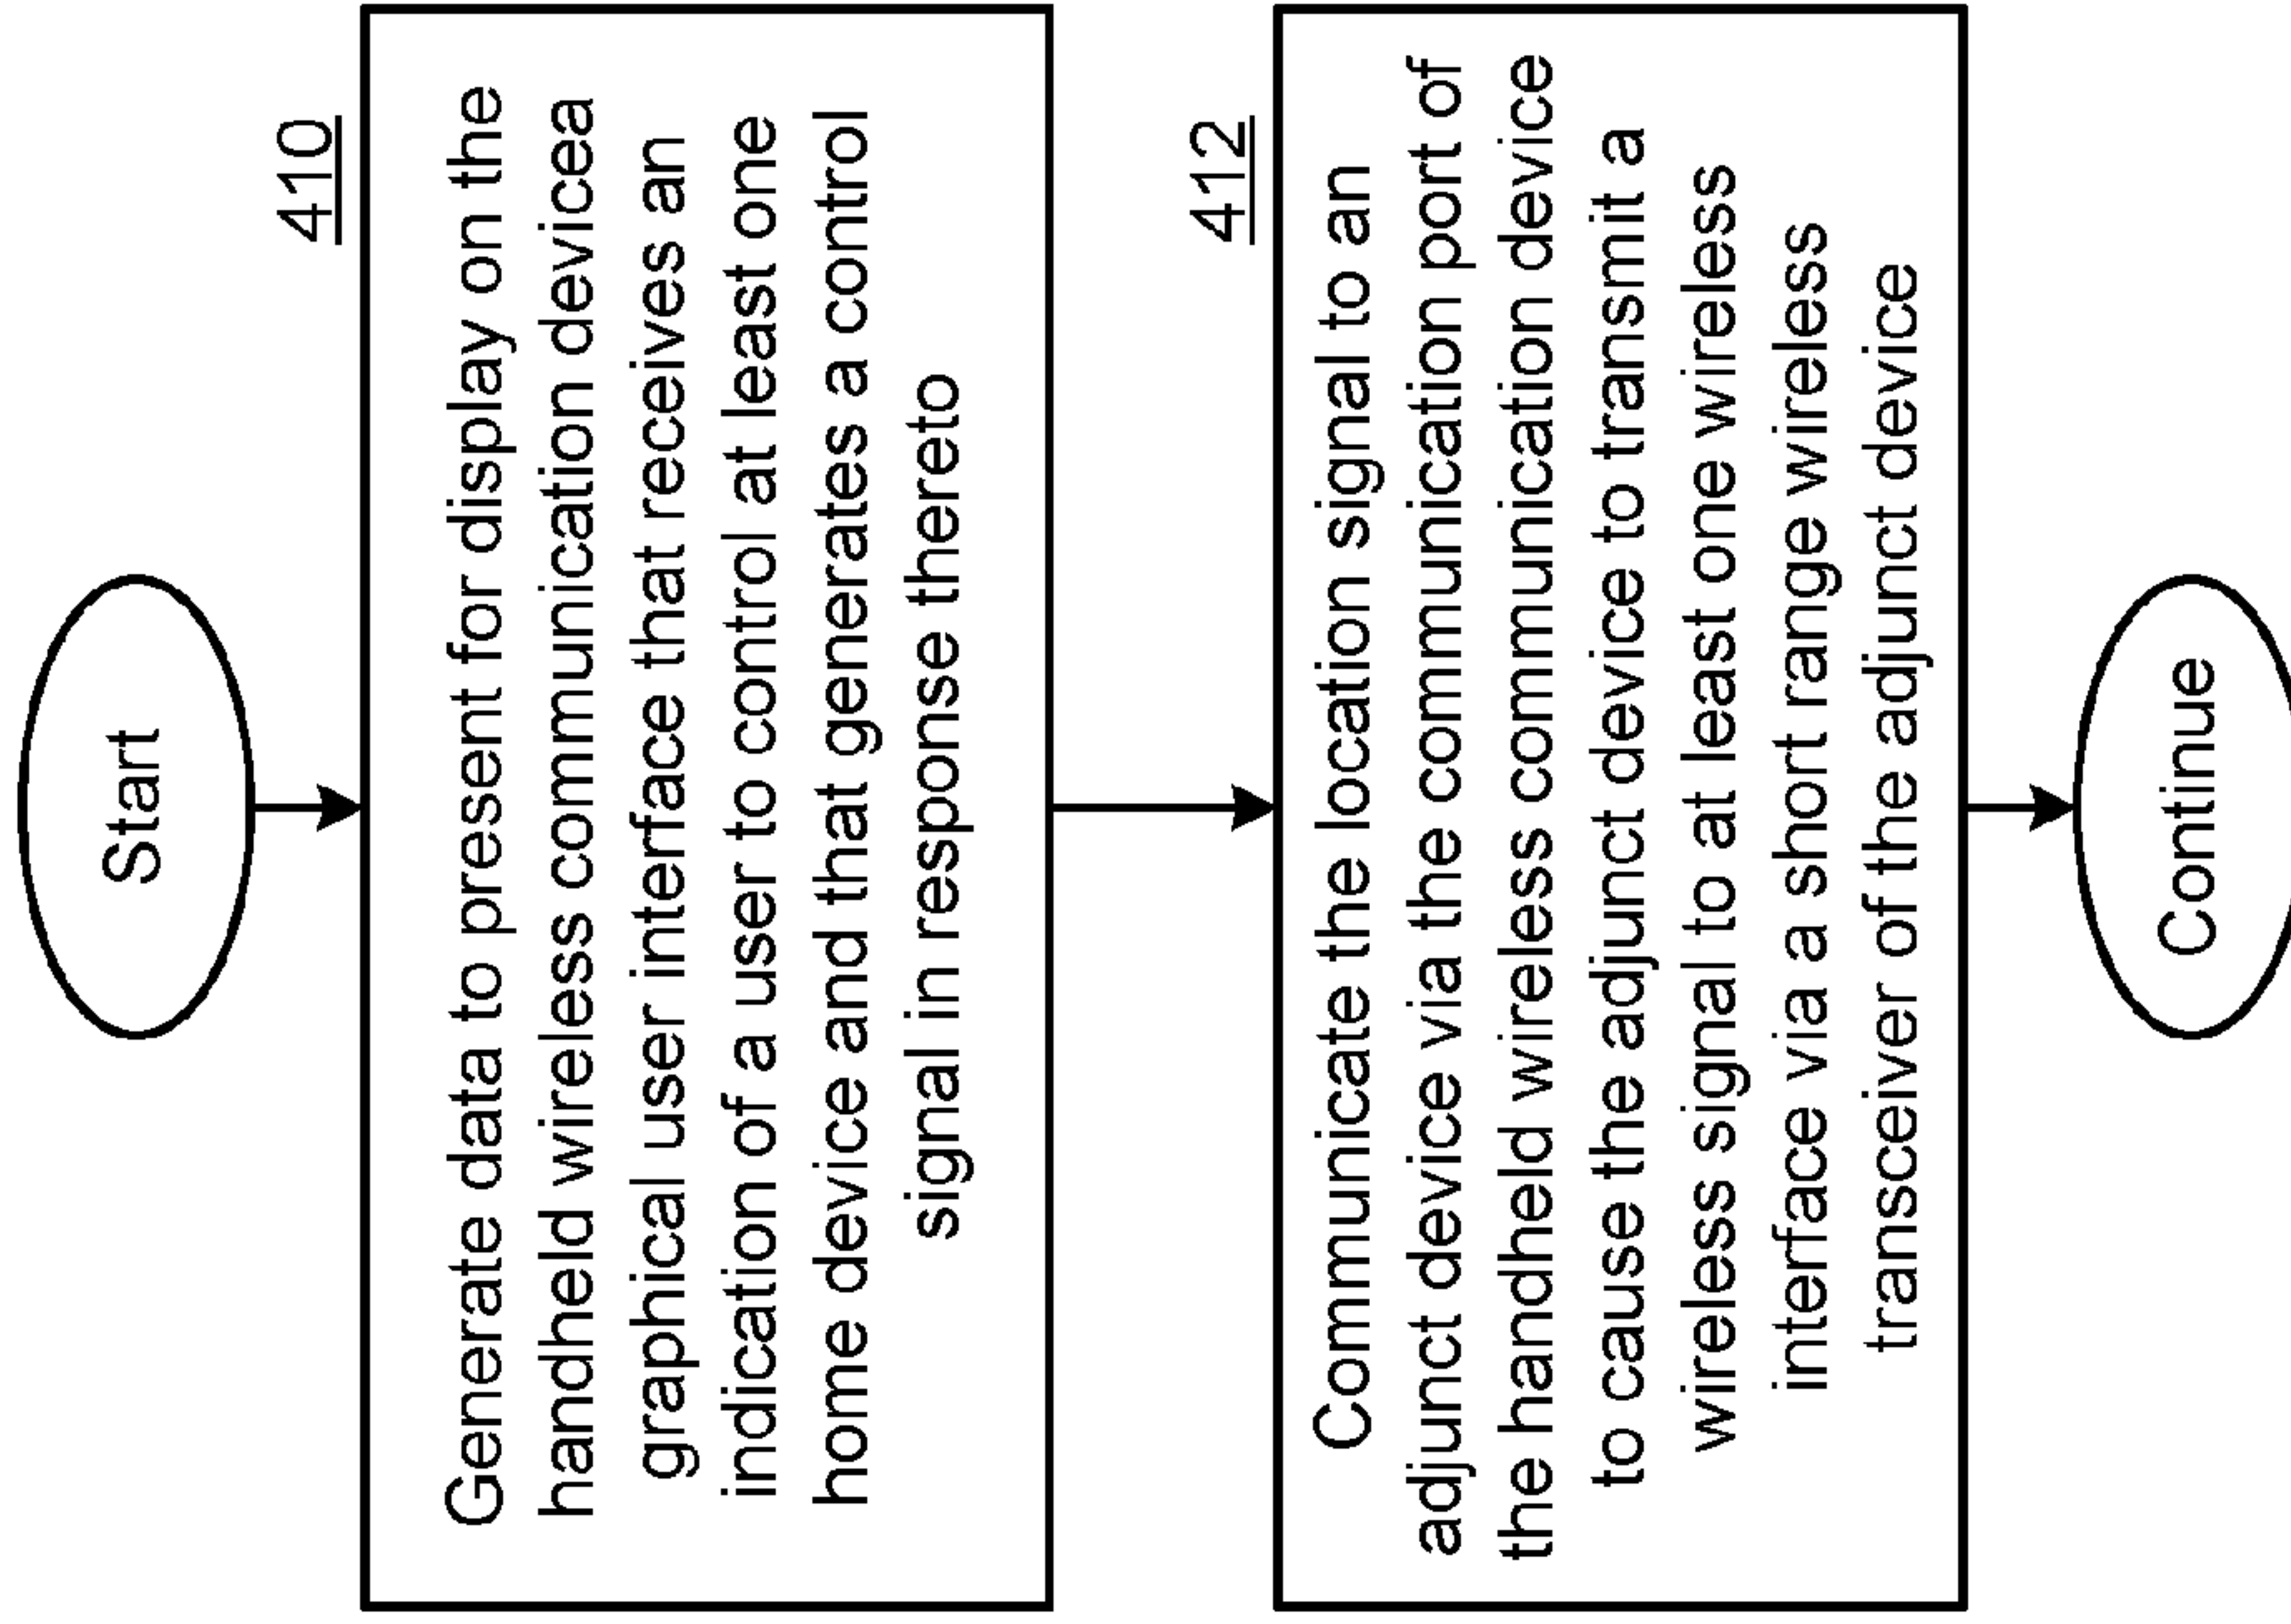 Start
410
Generate data to present for display on the
handheld wireless communication devicea
graphical user interface that receives an
indication of a user to control at least one
home device and that generates a control
signal in response thereto
412
Communicate the location signal to an
adjunct device via the communication port of
the handheld wireless communication device
to cause the adjunct device to transmit a
wireless signal to at least one wireless
interface via a short range wireless
transceiver of the adjunct device
Continue